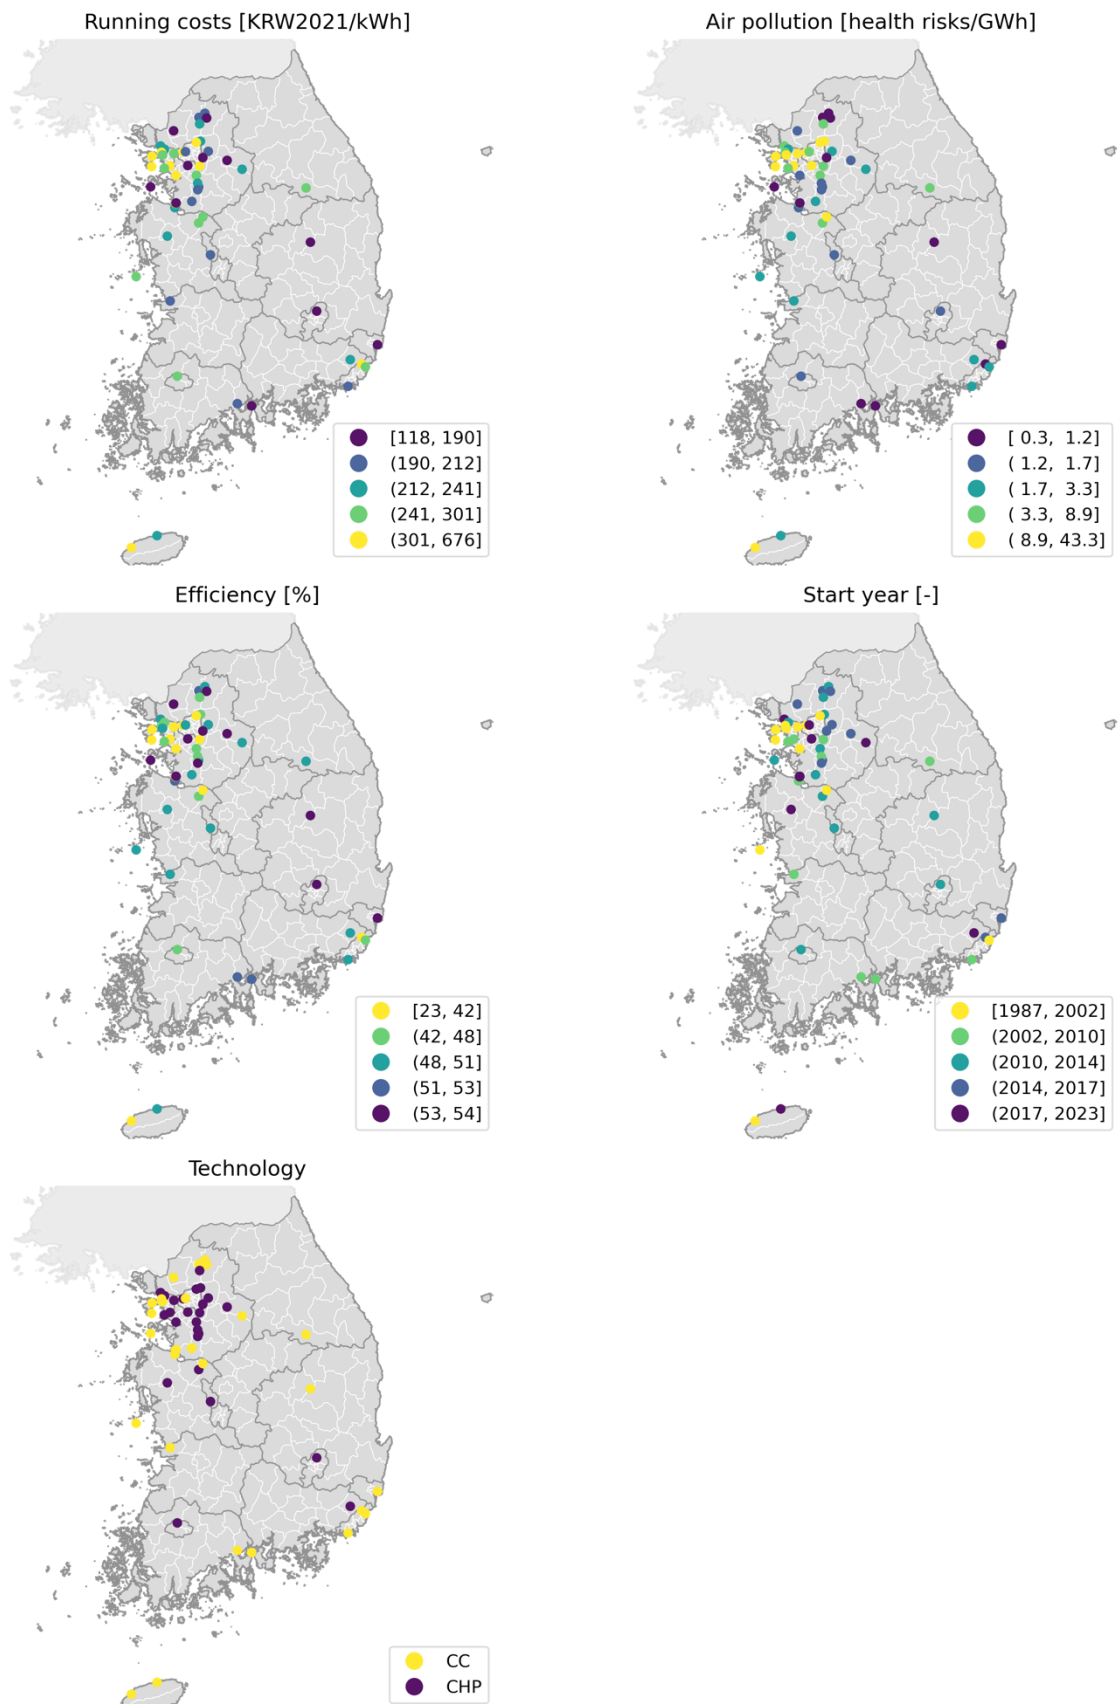 Running costs [KRW2021/kWh]
[118, 190]
(190, 212]
(212, 241]
(241, 301]
(301, 676]
Air pollution [health risks/GWh]
[ 0.3,  1.2]
( 1.2,  1.7]
( 1.7,  3.3]
( 3.3,  8.9]
( 8.9, 43.3]
Efficiency [%]
[23, 42]
(42, 48]
(48, 51]
(51, 53]
(53, 54]
Start year [-]
[1987, 2002]
(2002, 2010]
(2010, 2014]
(2014, 2017]
(2017, 2023]
Technology
CC
CHP